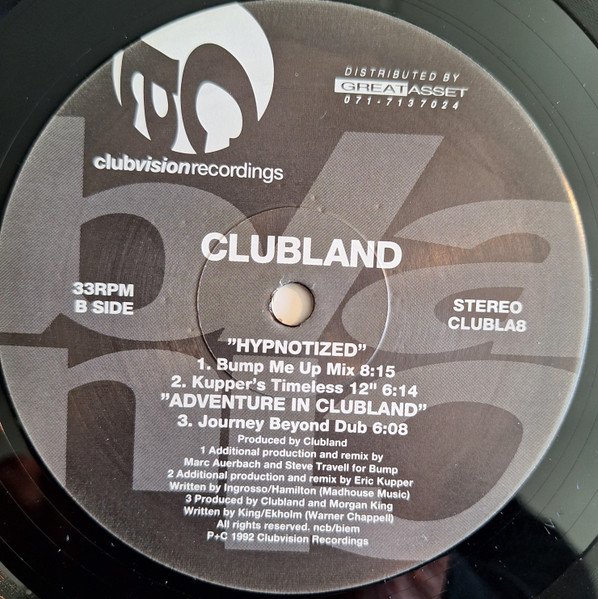 DISTRIBUTED BY
GREAT ASSET
071-7137024
clubvisionrecordings
CLUBLAND
33RPM
B SIDE
STEREO
CLUBLA8
"HYPNOTIZED"
1. Bump Me Up Mix 8:15
2. Kupper's Timeless 12" 6:14
"ADVENTURE IN CLUBLAND"
3. Journey Beyond Dub 6:08
Produced by Clubland
1 Additional production and remix by
Marc Auerbach and Steve Travell for Bump
2 Additional production and remix by Eric Kupper
Written by Ingrosso/Hamilton (Madhouse Music)
3 Produced by Clubland and Morgan King
Written by King/Ekholm (Warner Chappell)
All rights reserved. ncb/biem
P+C 1992 Clubvision Recordings